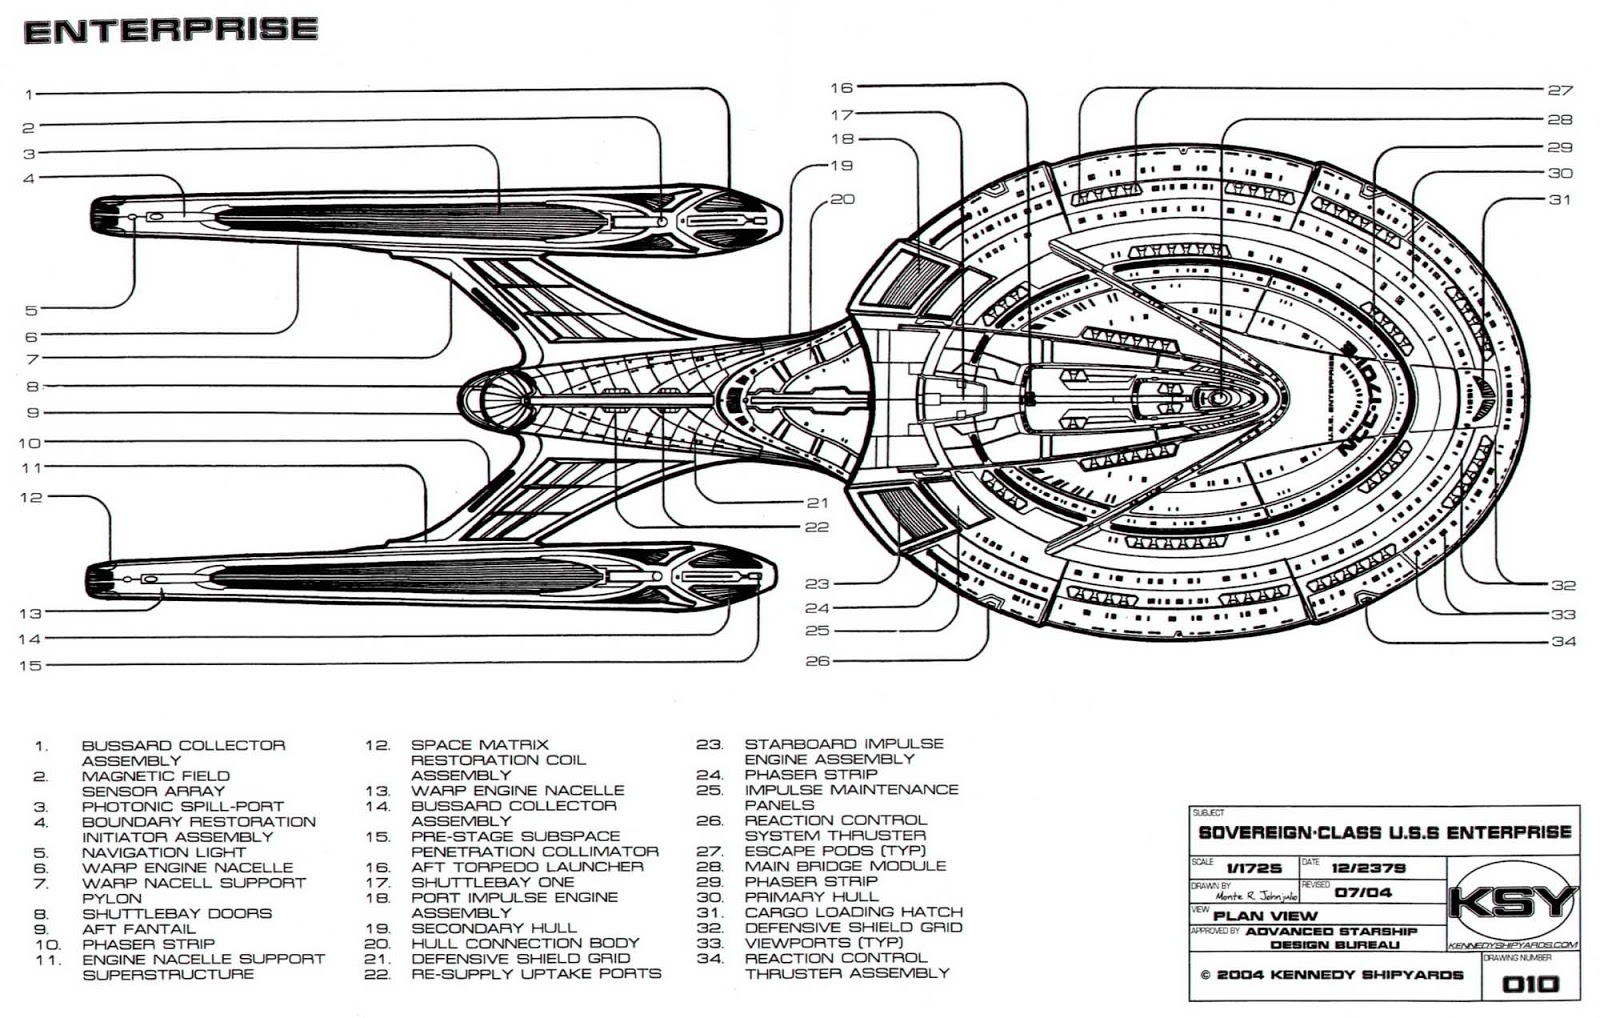 ENTERPRISE
1
2
3
4
5
6
7
8
9
10
11
12
13
14
15
16
17
18
19
20
21
22
23
24
25
26
27
28
29
30
31
32
33
34
U.S.S. ENTERPRISE
NCC-1701-E
1. BUSSARD COLLECTOR
ASSEMBLY
2. MAGNETIC FIELD
SENSOR ARRAY
3. PHOTONIC SPILL-PORT
4. BOUNDARY RESTORATION
INITIATOR ASSEMBLY
5. NAVIGATION LIGHT
6. WARP ENGINE NACELLE
7. WARP NACELL SUPPORT
PYLON
8. SHUTTLEBAY DOORS
9. AFT FANTAIL
10. PHASER STRIP
11. ENGINE NACELLE SUPPORT
SUPERSTRUCTURE
12. SPACE MATRIX
RESTORATION COIL
ASSEMBLY
13. WARP ENGINE NACELLE
14. BUSSARD COLLECTOR
ASSEMBLY
15. PRE-STAGE SUBSPACE
PENETRATION COLLIMATOR
16. AFT TORPEDO LAUNCHER
17. SHUTTLEBAY ONE
18. PORT IMPULSE ENGINE
ASSEMBLY
19. SECONDARY HULL
20. HULL CONNECTION BODY
21. DEFENSIVE SHIELD GRID
22. RE-SUPPLY UPTAKE PORTS
23. STARBOARD IMPULSE
ENGINE ASSEMBLY
24. PHASER STRIP
25. IMPULSE MAINTENANCE
PANELS
26. REACTION CONTROL
SYSTEM THRUSTER
27. ESCAPE PODS (TYP)
28. MAIN BRIDGE MODULE
29. PHASER STRIP
30. PRIMARY HULL
31. CARGO LOADING HATCH
32. DEFENSIVE SHIELD GRID
33. VIEWPORTS (TYP)
34. REACTION CONTROL
THRUSTER ASSEMBLY
SUBJECT
SOVEREIGN-CLASS U.S.S ENTERPRISE
SCALE 1/1725 DATE 12/2379
DRAWN BY Monte R. Johnjulio REVISED 07/04
VIEW PLAN VIEW
APPROVED BY ADVANCED STARSHIP
DESIGN BUREAU
KSY
KENNEDYSHIPYARDS.COM
© 2004 KENNEDY SHIPYARDS
DRAWING NUMBER
010